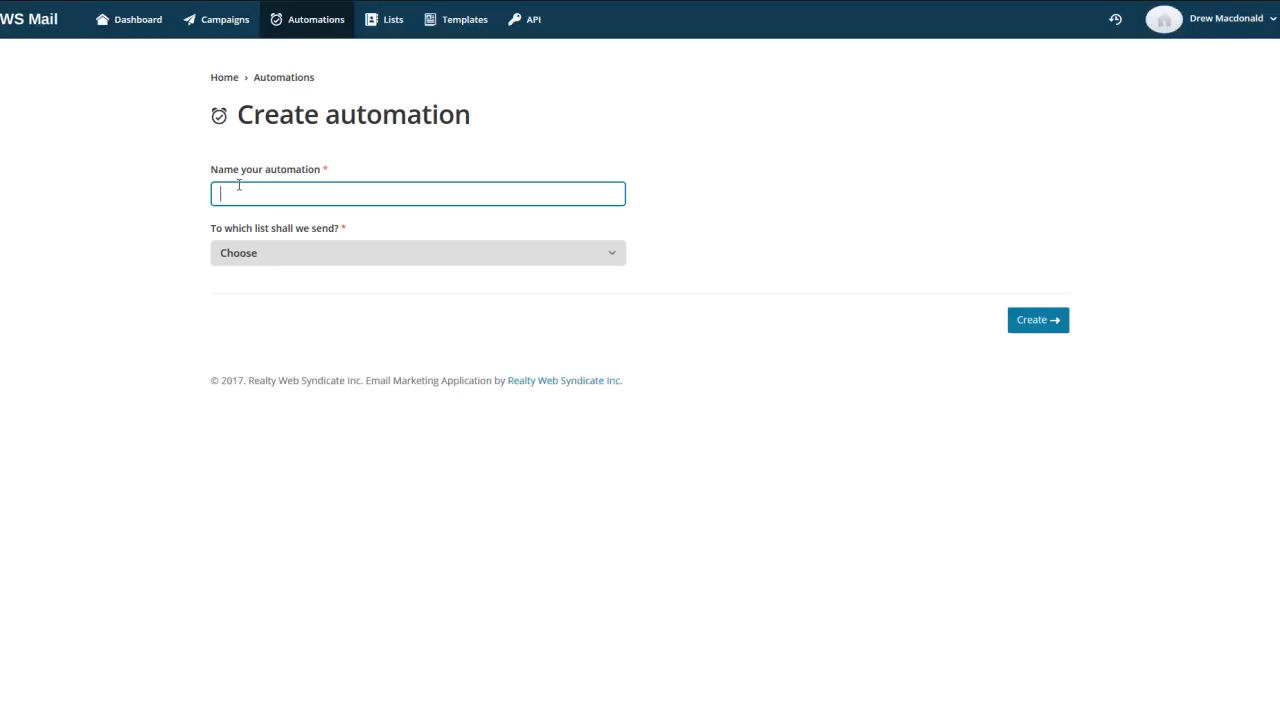 WS Mail Dashboard Campaigns Automations Lists Templates API Drew Macdonald
Home › Automations
Create automation
Name your automation *
To which list shall we send? *
Choose
Create →
© 2017. Realty Web Syndicate Inc. Email Marketing Application by Realty Web Syndicate Inc.